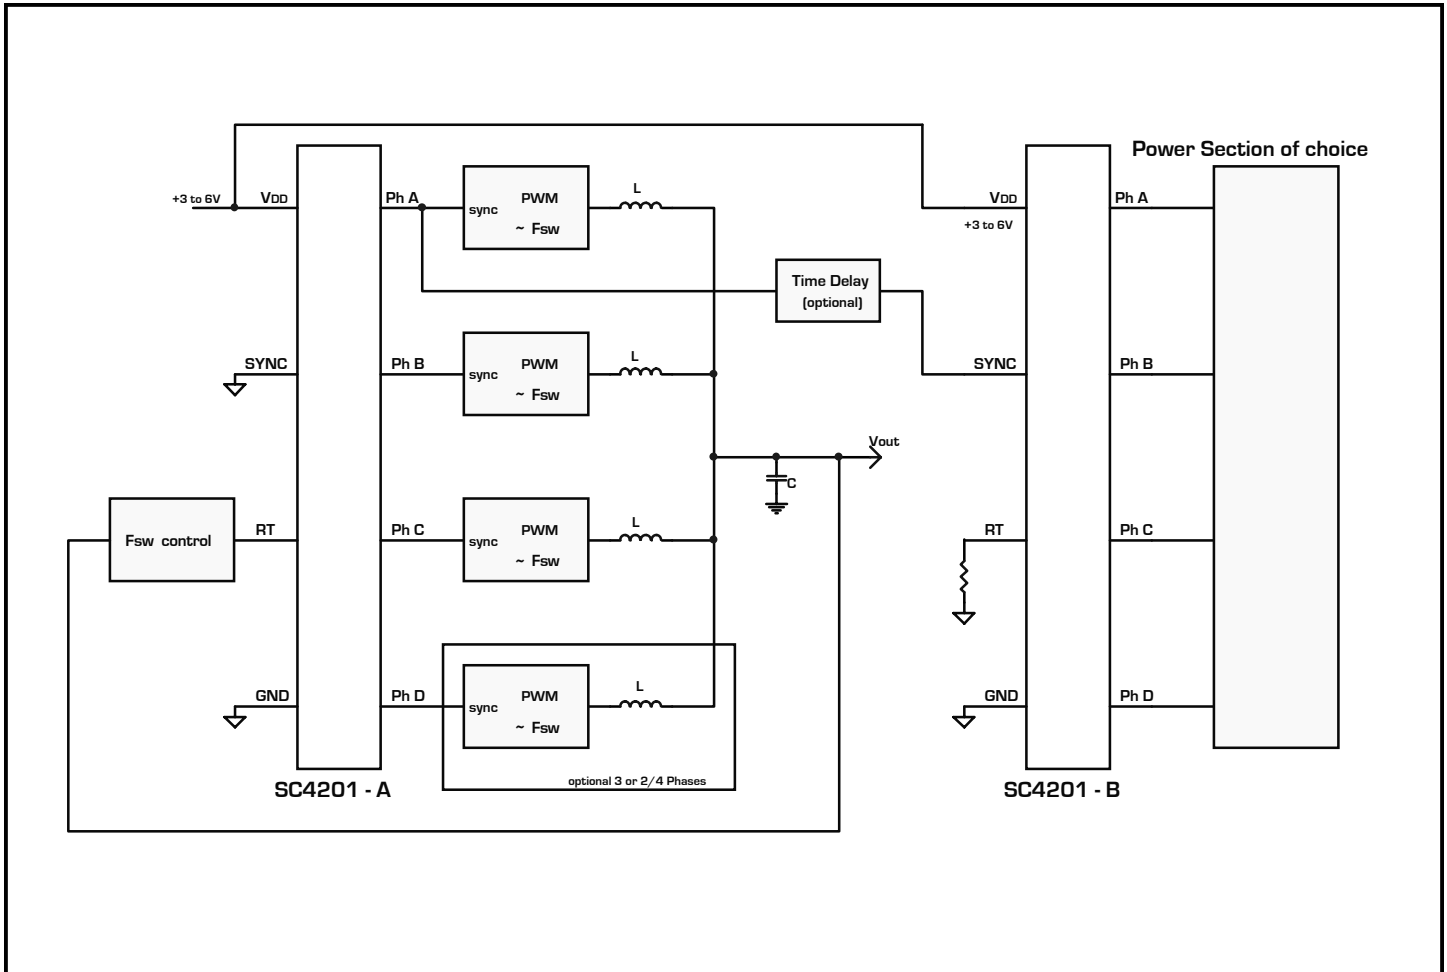 Power Section of choice
+3 to 6V
VDD
Ph A
sync
PWM
~ Fsw
L
VDD
+3 to 6V
Ph A
Time Delay
(optional)
SYNC
Ph B
sync
PWM
~ Fsw
L
SYNC
Ph B
Vout
C
Fsw control
RT
Ph C
sync
PWM
~ Fsw
L
RT
Ph C
GND
Ph D
sync
PWM
~ Fsw
L
GND
Ph D
optional 3 or 2/4 Phases
SC4201 - A
SC4201 - B